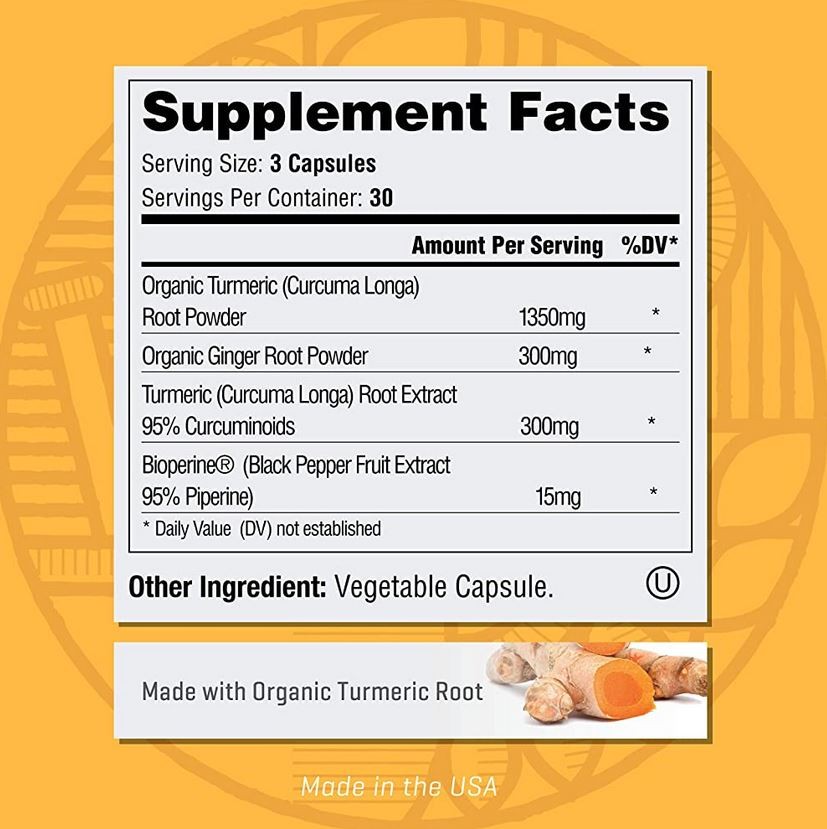 Supplement Facts
Serving Size: 3 Capsules
Servings Per Container: 30
Amount Per Serving %DV*
Organic Turmeric (Curcuma Longa)
Root Powder 1350mg *
Organic Ginger Root Powder 300mg *
Turmeric (Curcuma Longa) Root Extract
95% Curcuminoids 300mg *
Bioperine® (Black Pepper Fruit Extract
95% Piperine) 15mg *
* Daily Value (DV) not established
Other Ingredient: Vegetable Capsule. Ⓤ
Made with Organic Turmeric Root
Made in the USA